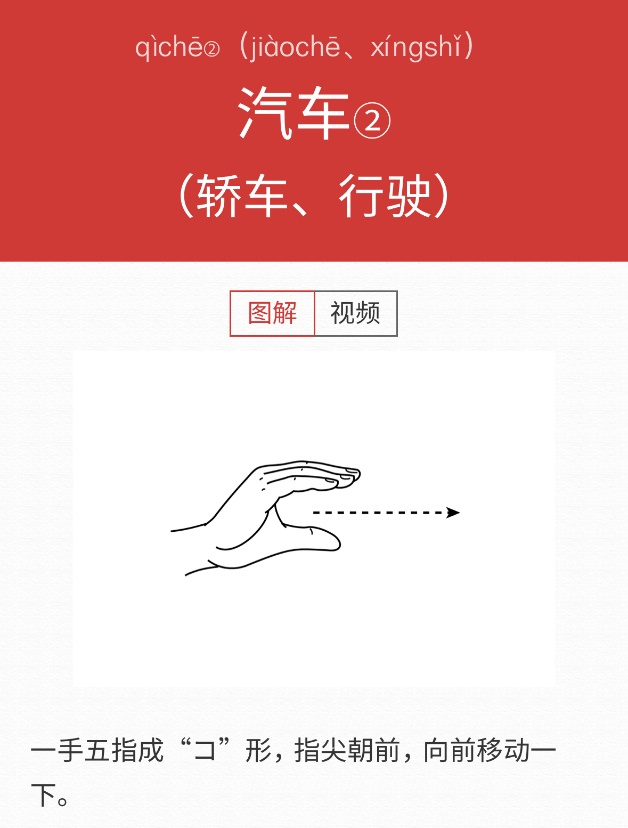 qìchē②（jiàochē、xíngshǐ）
汽车②
（轿车、行驶）
图解 视频
一手五指成“コ”形，指尖朝前，向前移动一
下。